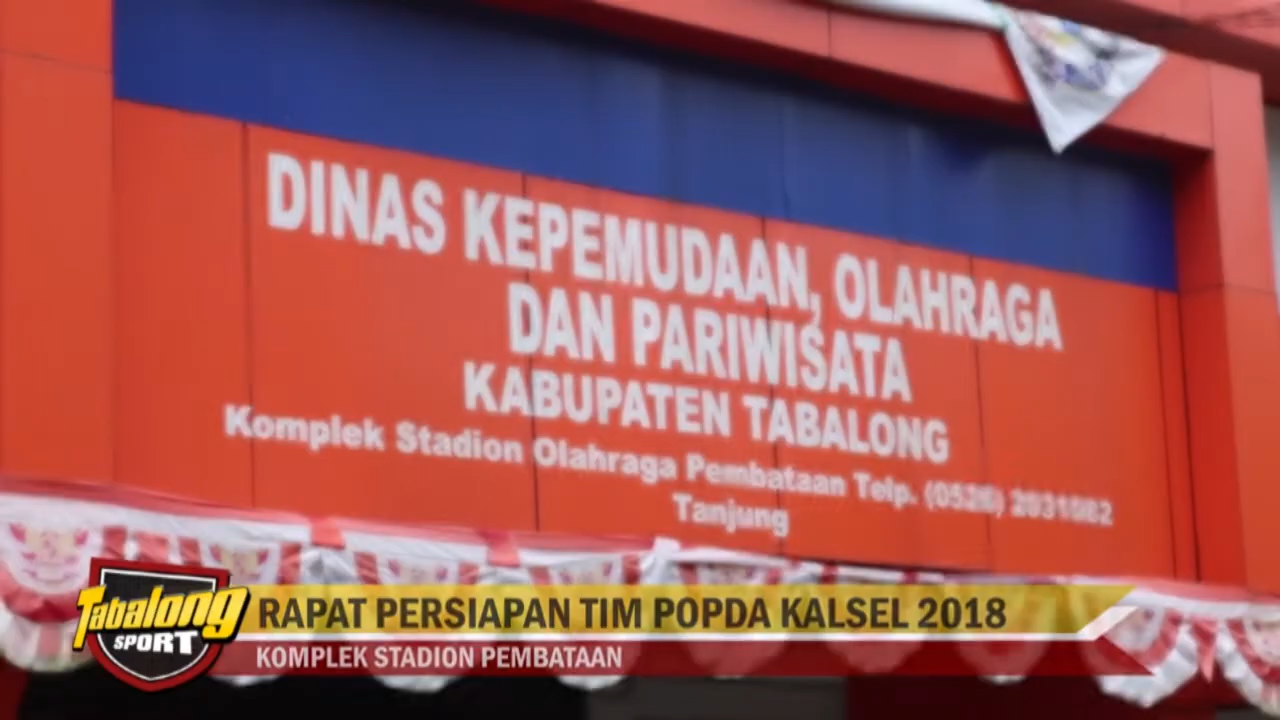 DINAS KEPEMUDAAN, OLAHRAGA
DAN PARIWISATA
KABUPATEN TABALONG
Komplek Stadion Olahraga Pembataan Telp. (0526)
Tanjung
Tabalong
SPORT
RAPAT PERSIAPAN TIM POPDA KALSEL 2018
KOMPLEK STADION PEMBATAAN